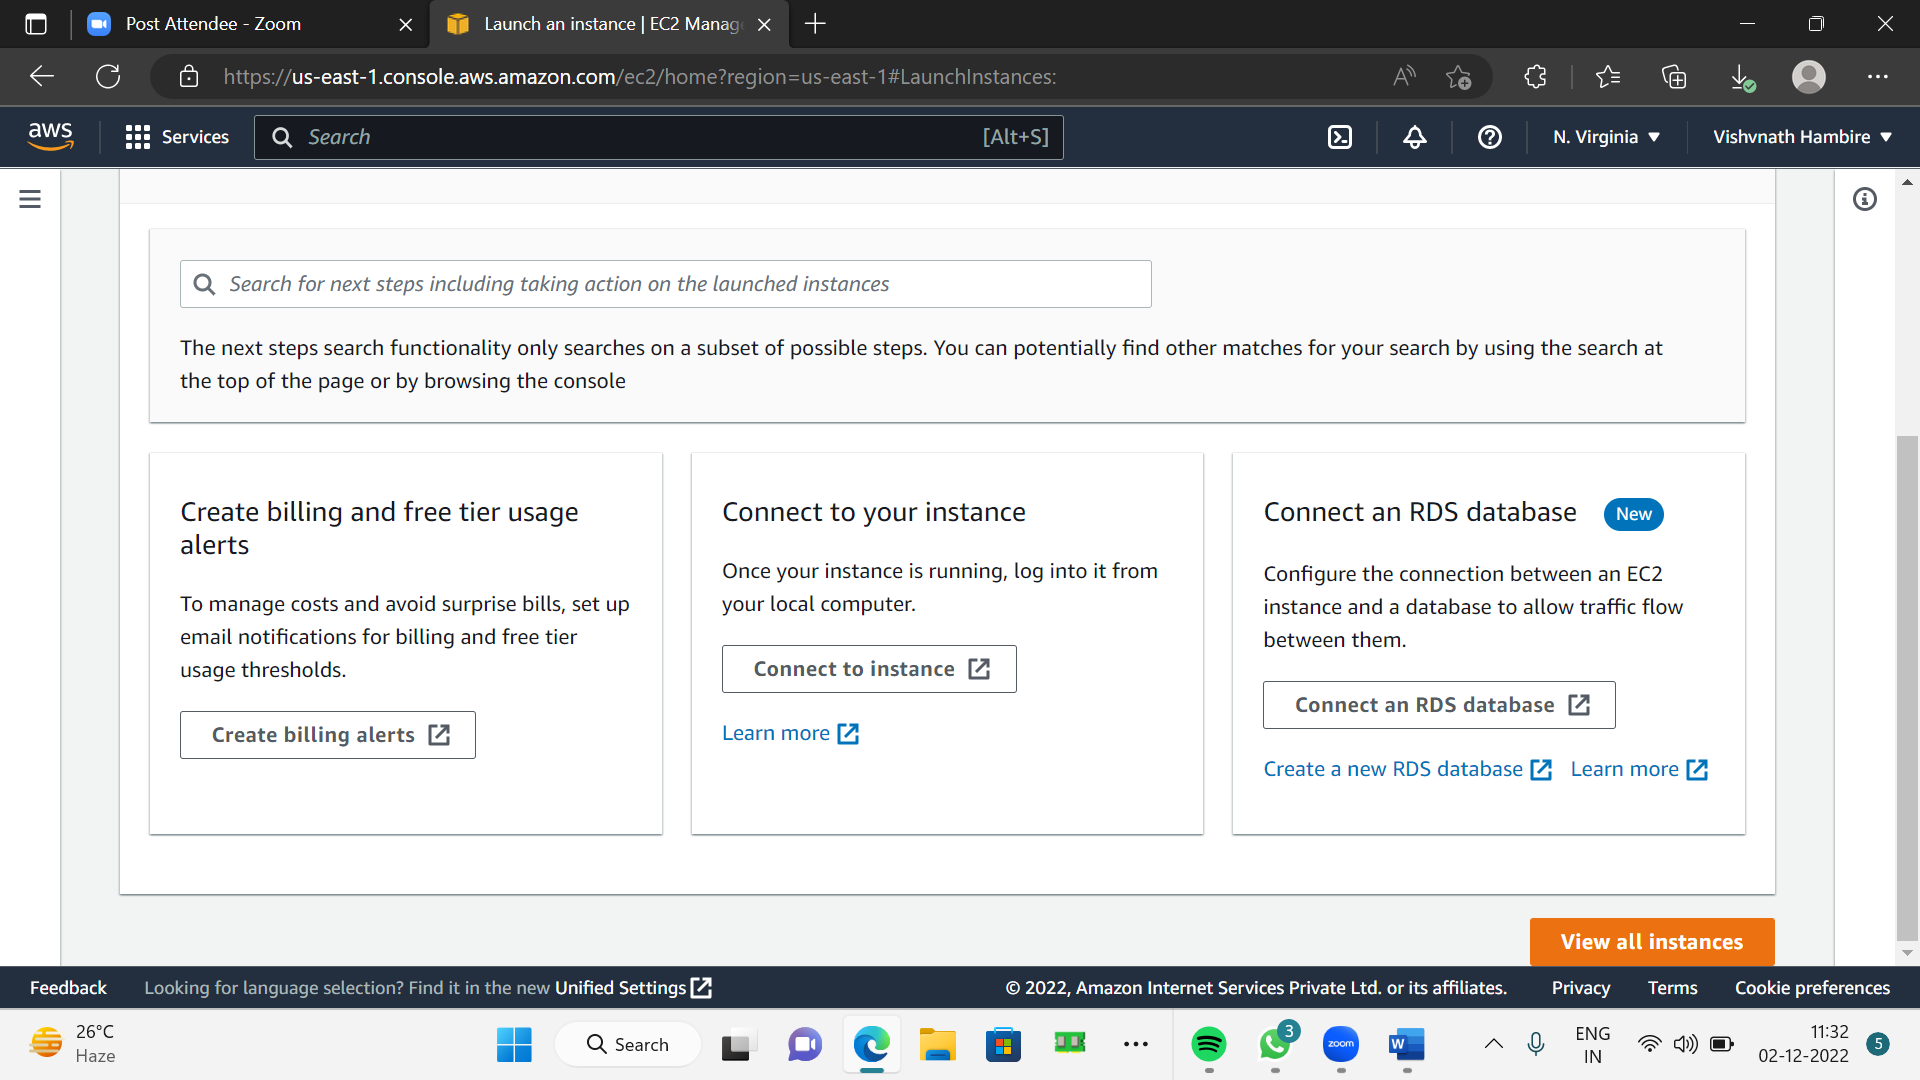 Post Attendee - Zoom
Launch an instance | EC2 Manag
https://us-east-1.console.aws.amazon.com/ec2/home?region=us-east-1#LaunchInstances:
aws
Services
Search
[Alt+S]
N. Virginia
Vishvnath Hambire
Search for next steps including taking action on the launched instances
The next steps search functionality only searches on a subset of possible steps. You can potentially find other matches for your search by using the search at
the top of the page or by browsing the console
Create billing and free tier usage
alerts
To manage costs and avoid surprise bills, set up
email notifications for billing and free tier
usage thresholds.
Create billing alerts
Connect to your instance
Once your instance is running, log into it from
your local computer.
Connect to instance
Learn more
Connect an RDS database
New
Configure the connection between an EC2
instance and a database to allow traffic flow
between them.
Connect an RDS database
Create a new RDS database
Learn more
View all instances
Feedback
Looking for language selection? Find it in the new Unified Settings
© 2022, Amazon Internet Services Private Ltd. or its affiliates.
Privacy
Terms
Cookie preferences
26°C
Haze
Search
3
zoom
W
ENG
IN
11:32
02-12-2022
5